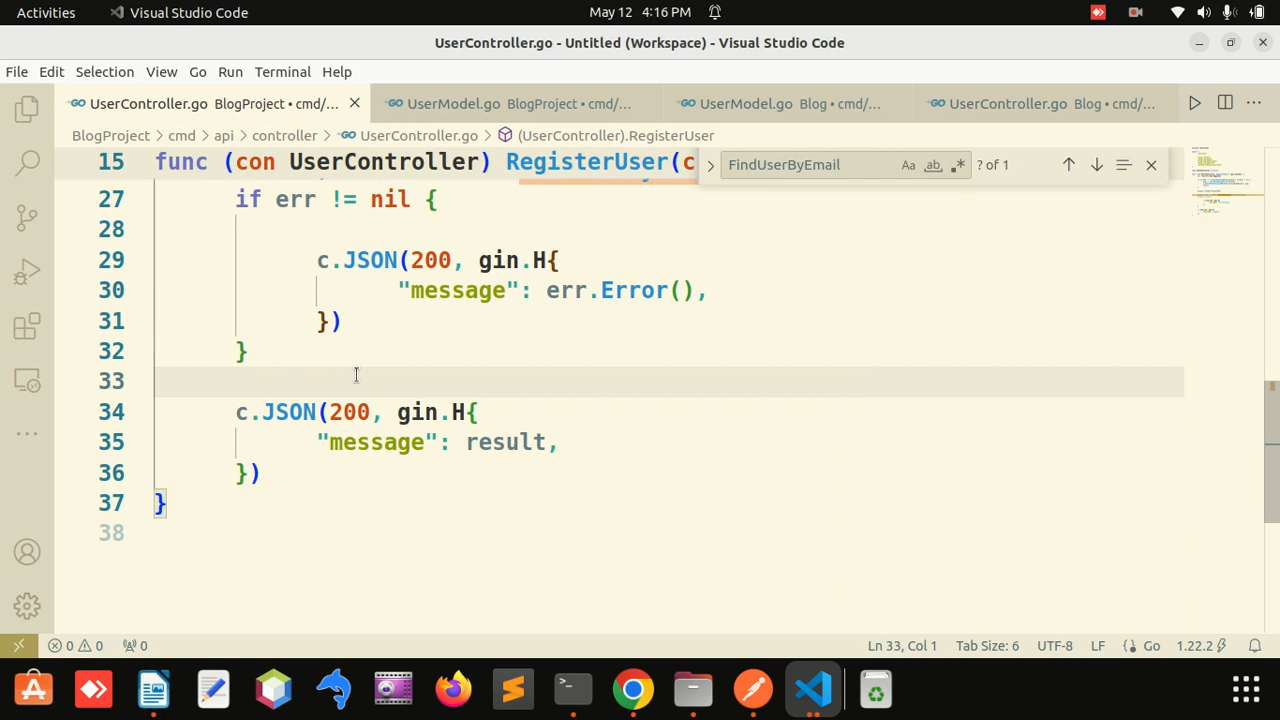 Activities Visual Studio Code May 12 4:16 PM
UserController.go - Untitled (Workspace) - Visual Studio Code
File Edit Selection View Go Run Terminal Help
UserController.go BlogProject • cmd/... UserModel.go BlogProject • cmd/... UserModel.go Blog • cmd/... UserController.go Blog • cmd/...
BlogProject > cmd > api > controller > UserController.go > (UserController).RegisterUser
15 func (con UserController) RegisterUser(c
FindUserByEmail Aa ab .* ? of 1
27 if err != nil {
28
29 c.JSON(200, gin.H{
30 "message": err.Error(),
31 })
32 }
33
34 c.JSON(200, gin.H{
35 "message": result,
36 })
37 }
38
0 0 0 Ln 33, Col 1 Tab Size: 6 UTF-8 LF Go 1.22.2